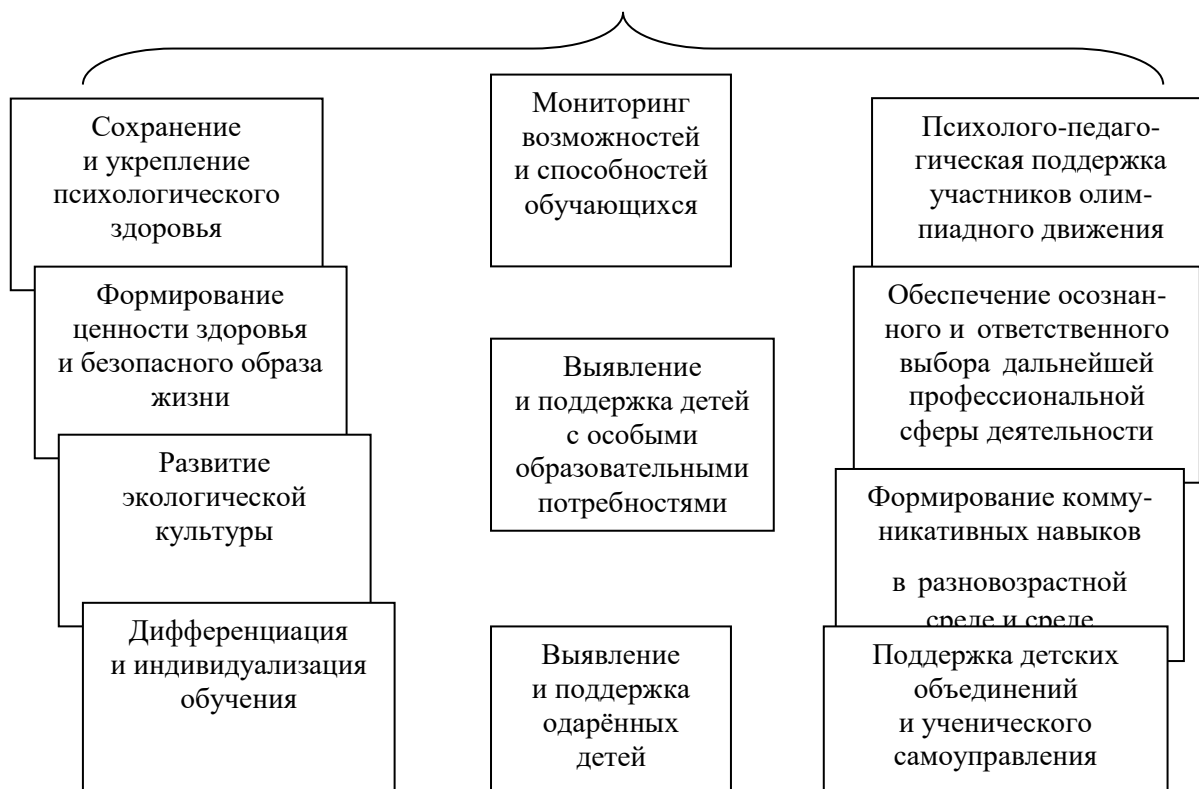 Сохранение
и укрепление
психологического
здоровья
Формирование
ценности здоровья
и безопасного образа
жизни
Развитие
экологической
культуры
Дифференциация
и индивидуализация
обучения
Мониторинг
возможностей
и способностей
обучающихся
Выявление
и поддержка детей
с особыми
образовательными
потребностями
Выявление
и поддержка
одарённых
детей
Психолого-педаго-
гическая поддержка
участников олим-
пиадного движения
Обеспечение осознан-
ного и ответственного
выбора дальнейшей
профессиональной
сферы деятельности
Формирование комму-
никативных навыков
в разновозрастной
среде и среде
Поддержка детских
объединений
и ученического
самоуправления